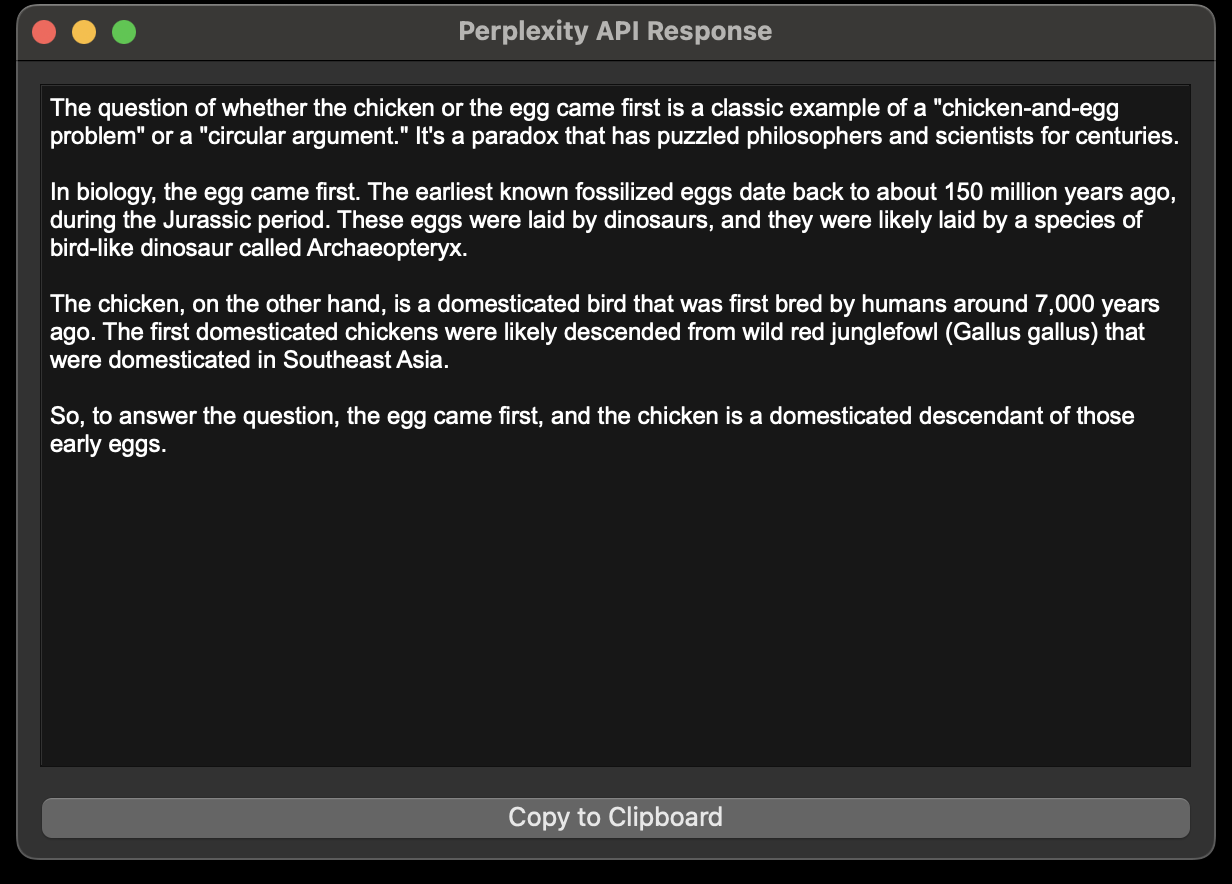 Perplexity API Response
The question of whether the chicken or the egg came first is a classic example of a "chicken-and-egg
problem" or a "circular argument." It's a paradox that has puzzled philosophers and scientists for centuries.
In biology, the egg came first. The earliest known fossilized eggs date back to about 150 million years ago,
during the Jurassic period. These eggs were laid by dinosaurs, and they were likely laid by a species of
bird-like dinosaur called Archaeopteryx.
The chicken, on the other hand, is a domesticated bird that was first bred by humans around 7,000 years
ago. The first domesticated chickens were likely descended from wild red junglefowl (Gallus gallus) that
were domesticated in Southeast Asia.
So, to answer the question, the egg came first, and the chicken is a domesticated descendant of those
early eggs.
Copy to Clipboard